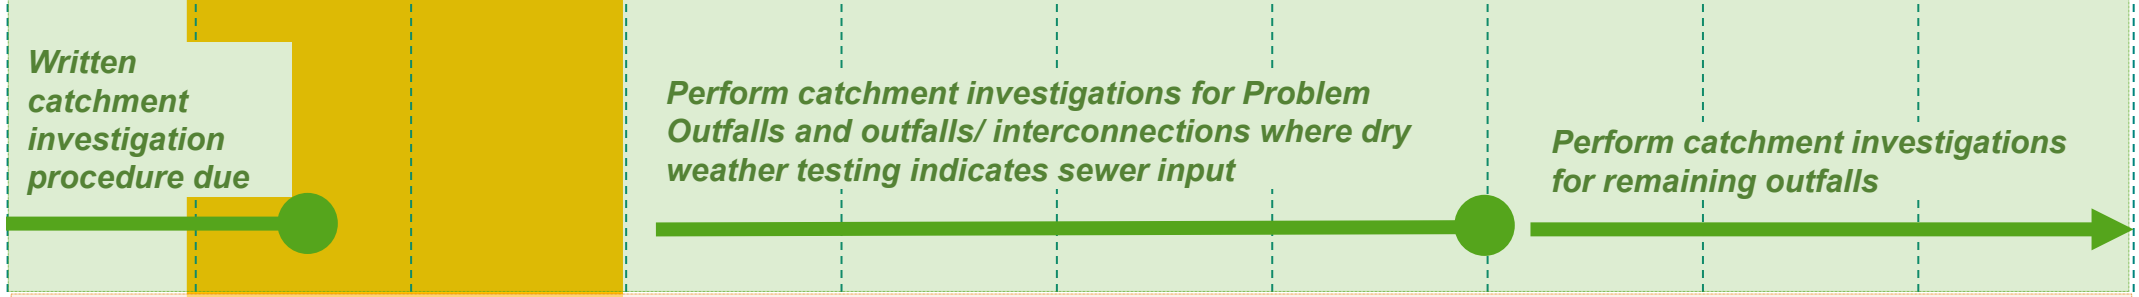 Written
catchment
investigation
procedure due
Perform catchment investigations for Problem
Outfalls and outfalls/ interconnections where dry
weather testing indicates sewer input
Perform catchment investigations
for remaining outfalls